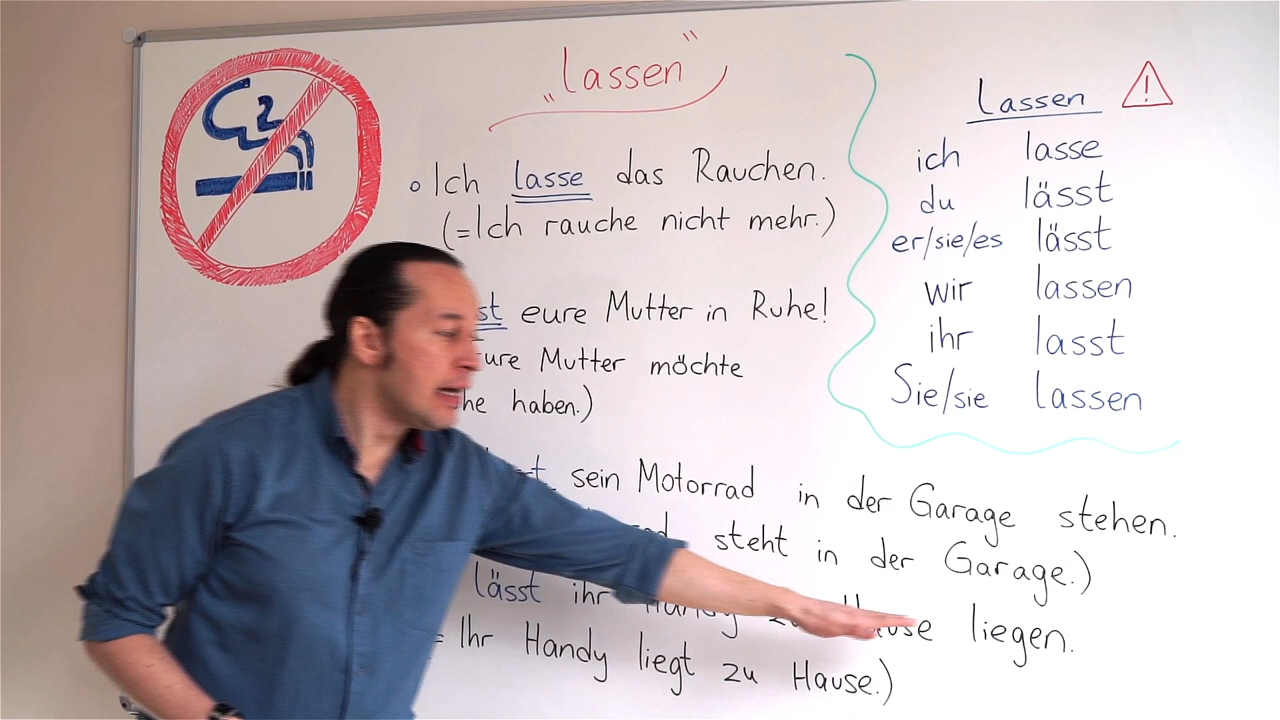 „lassen“
Ich lasse das Rauchen.
(=Ich rauche nicht mehr.)
eure Mutter in Ruhe!
Mutter möchte
haben.)
sein Motorrad in der Garage stehen.
steht in der Garage.)
lässt ihr Handy liegen.
= Ihr Handy liegt zu Hause.)
Lassen
ich lasse
du lässt
er/sie/es lässt
wir lassen
ihr lasst
Sie/sie lassen